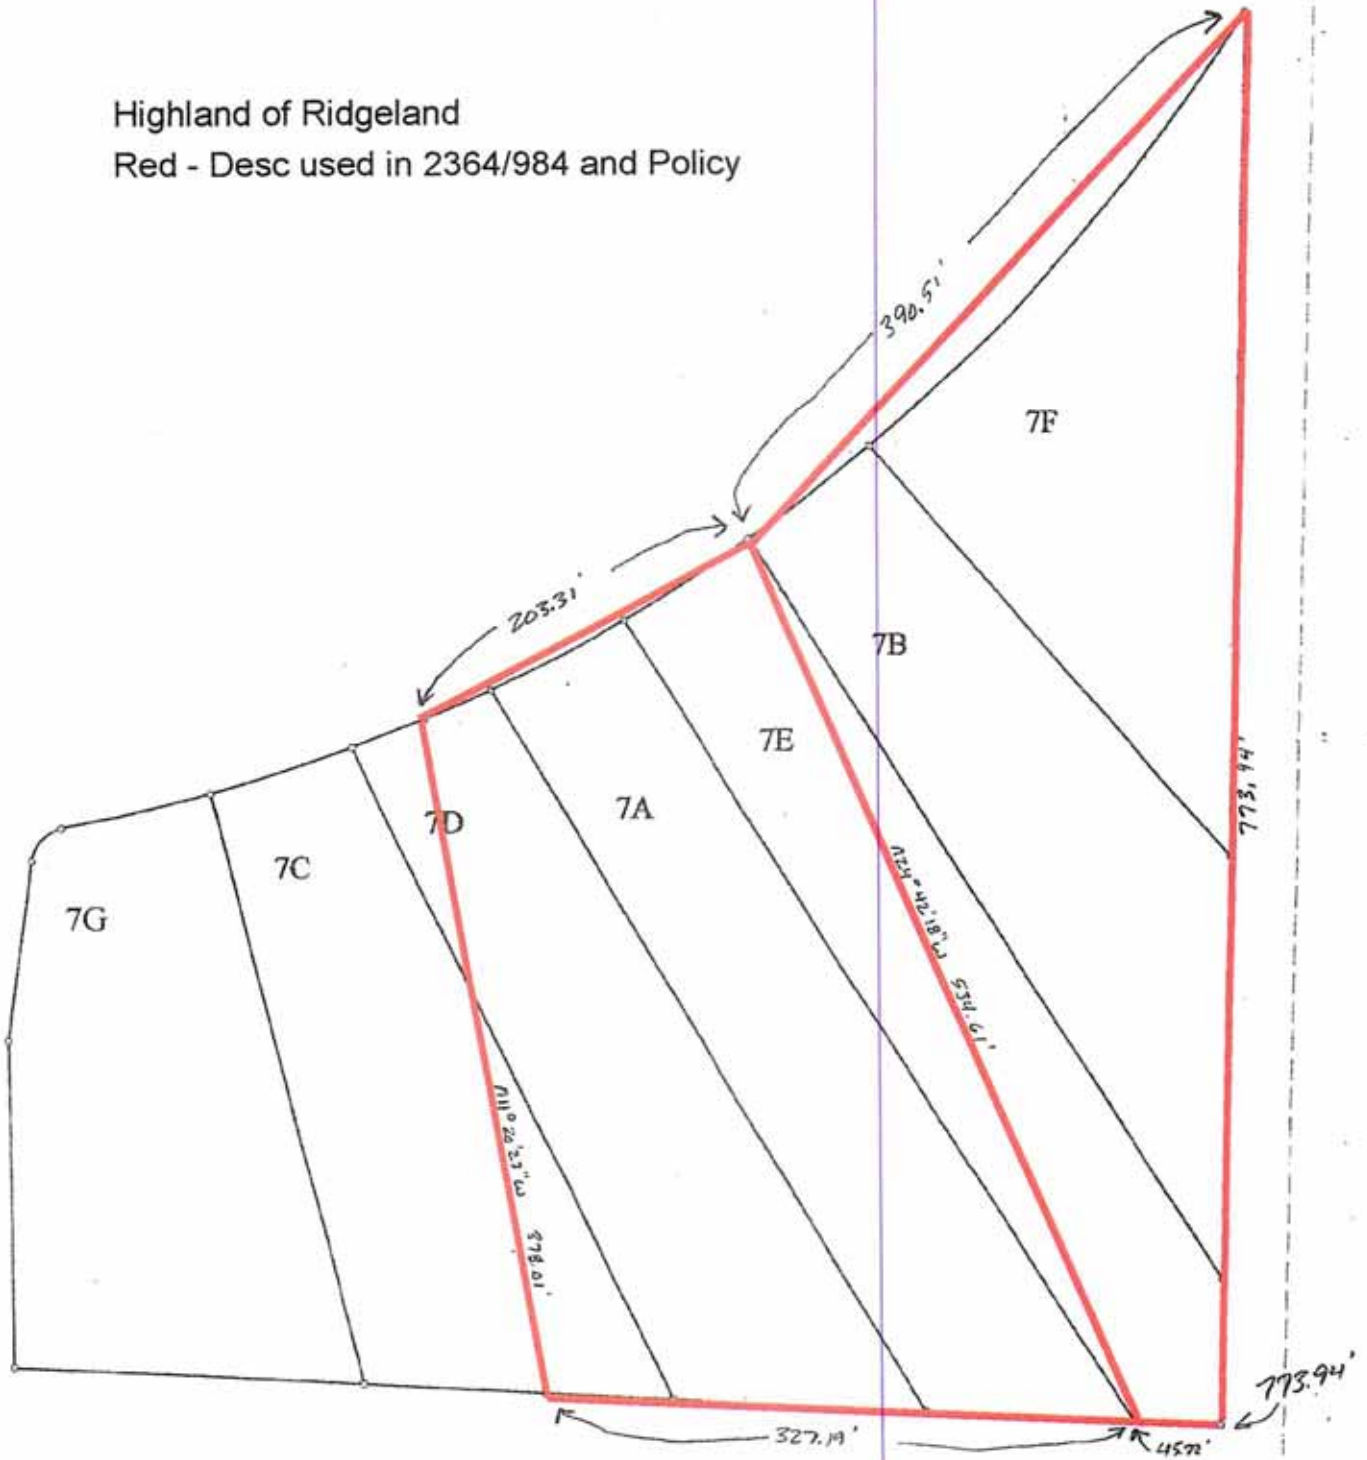 Highland of Ridgeland
Red - Desc used in 2364/984 and Policy
390.51'
7F
203.31'
7B
7E
7A
7D
7C
7G
773.94'
N24° 42' 18" W 534.61'
N11° 20' 23" W 378.01'
773.94'
327.19'
45.72'